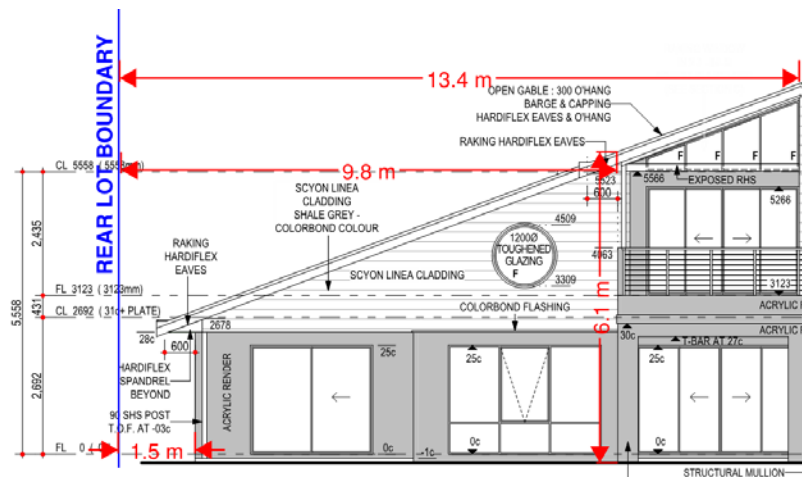 REAR LOT BOUNDARY
13.4 m
OPEN GABLE : 300 O'HANG
BARGE & CAPPING
HARDIFLEX EAVES & O'HANG
RAKING HARDIFLEX EAVES
F F F F
CL 5558
9.8 m
5523
600
5566
EXPOSED RHS
5266
SCYON LINEA
CLADDING
SHALE GREY -
COLORBOND COLOUR
4509
1200Ø
TOUGHENED
GLAZING
F
4063
2,435
RAKING
HARDIFLEX
EAVES
SCYON LINEA CLADDING
3309
FL 3123 (3123mm)
3123
431
5,558
CL 2692 (31c+ PLATE)
COLORBOND FLASHING
6.1 m
ACRYLIC
ACRYLIC
2678
28c
30c
T-BAR AT 27c
600
25c
25c
25c
HARDIFLEX
SPANDREL
BEYOND
ACRYLIC RENDER
2,692
90 SHS POST
T.O.F. AT -03c
FL 0
1.5 m
0c
-1c
0c
0c
STRUCTURAL MULLION